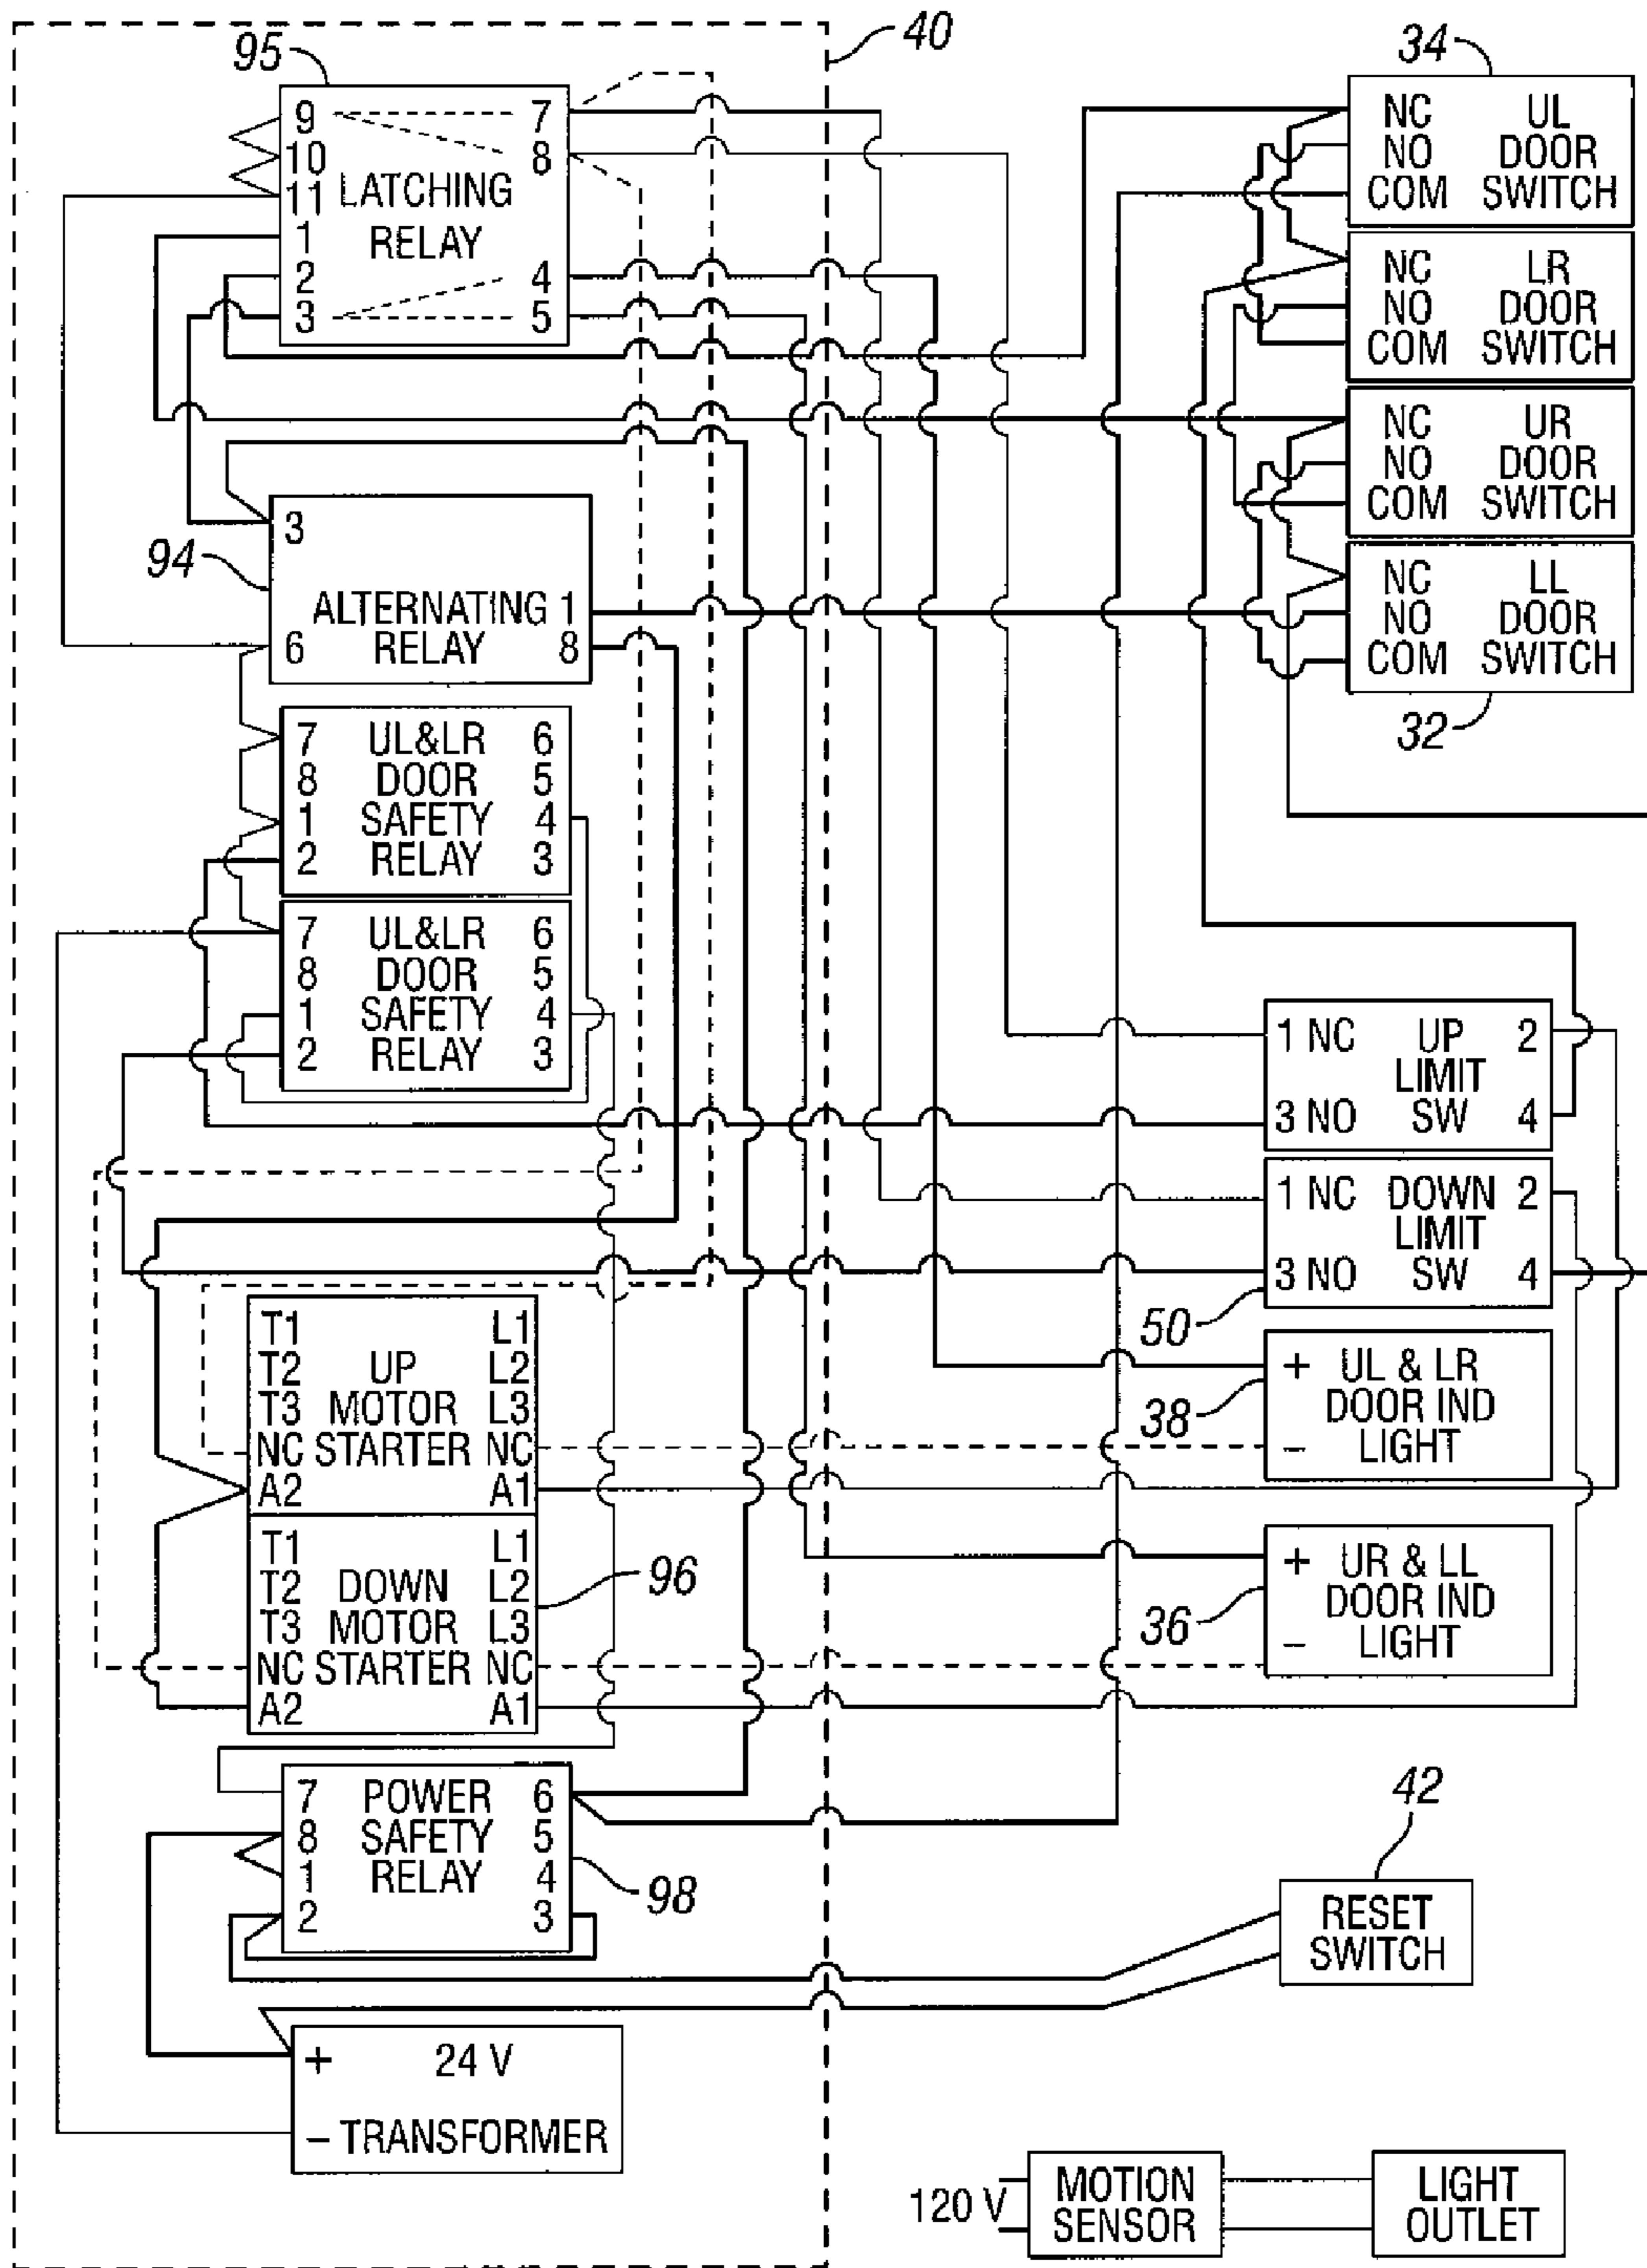 40
95
9 7
10 8
11 LATCHING
1 RELAY
2 4
3 5
94
3
ALTERNATING 1
6 RELAY 8
7 UL&LR 6
8 DOOR 5
1 SAFETY 4
2 RELAY 3
7 UL&LR 6
8 DOOR 5
1 SAFETY 4
2 RELAY 3
T1 L1
T2 UP L2
T3 MOTOR L3
NC STARTER NC
A2 A1
T1 L1
T2 DOWN L2
T3 MOTOR L3
NC STARTER NC
A2 A1
96
7 POWER 6
8 SAFETY 5
1 RELAY 4
2 3
98
+ 24 V
– TRANSFORMER
34
NC UL
NO DOOR
COM SWITCH
NC LR
NO DOOR
COM SWITCH
NC UR
NO DOOR
COM SWITCH
NC LL
NO DOOR
COM SWITCH
32
1 NC UP 2
LIMIT
3 NO SW 4
1 NC DOWN 2
LIMIT
3 NO SW 4
50
+ UL & LR
DOOR IND
– LIGHT
38
+ UR & LL
DOOR IND
– LIGHT
36
42
RESET
SWITCH
120 V
MOTION
SENSOR
LIGHT
OUTLET